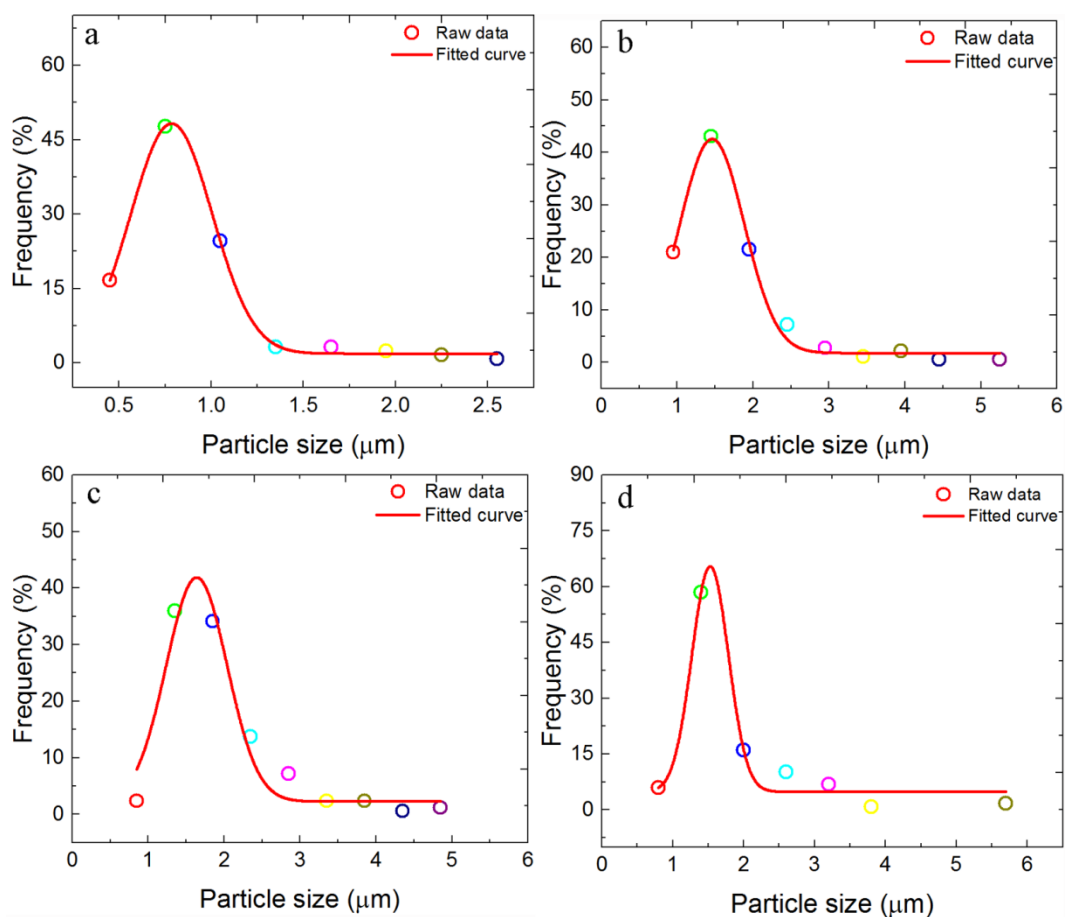 a
Raw data
Fitted curve
60
45
30
15
0
Frequency (%)
0.5 1.0 1.5 2.0 2.5
Particle size (μm)
b
Raw data
Fitted curve
60
50
40
30
20
10
0
Frequency (%)
0 1 2 3 4 5 6
Particle size (μm)
c
Raw data
Fitted curve
60
50
40
30
20
10
0
Frequency (%)
0 1 2 3 4 5 6
Particle size (μm)
d
Raw data
Fitted curve
90
75
60
45
30
15
0
Frequency (%)
0 1 2 3 4 5 6
Particle size (μm)